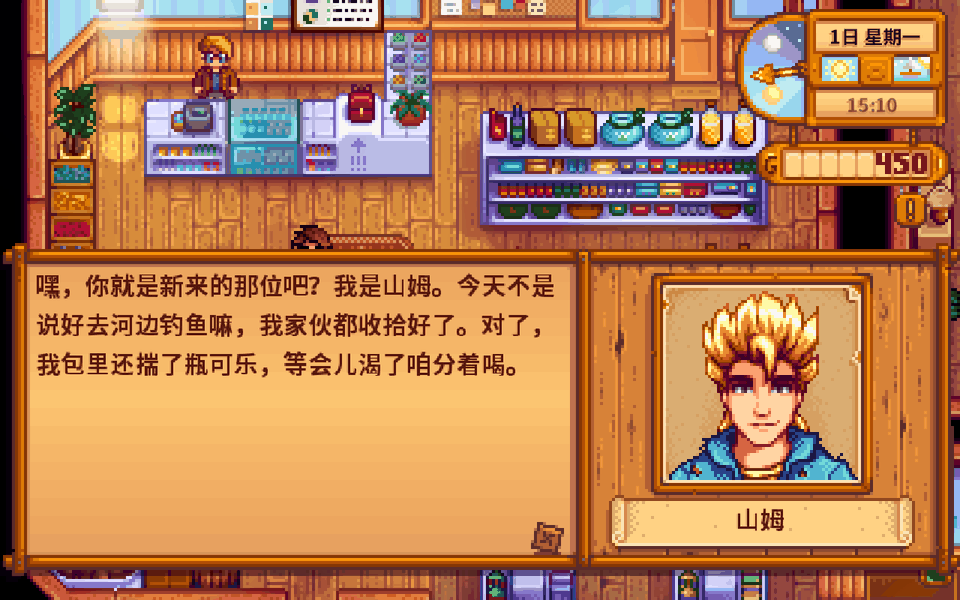 1日 星期一
15:10
450
嘿，你就是新来的那位吧？我是山姆。今天不是
说好去河边钓鱼嘛，我家伙都收拾好了。对了，
我包里还揣了瓶可乐，等会儿渴了咱分着喝。
山姆